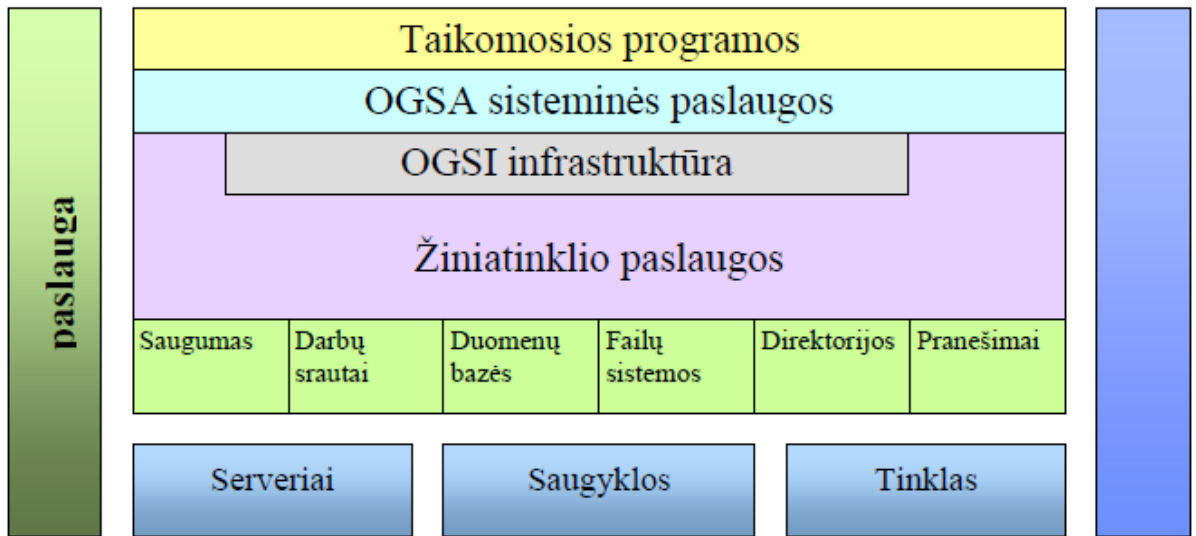 Taikomosios programos
OGSA sisteminės paslaugos
OGSI infrastruktūra
Žiniatinklio paslaugos
paslauga
Saugumas
Darbų
srautai
Duomenų
bazės
Failų
sistemos
Direktorijos
Pranešimai
Serveriai
Saugyklos
Tinklas